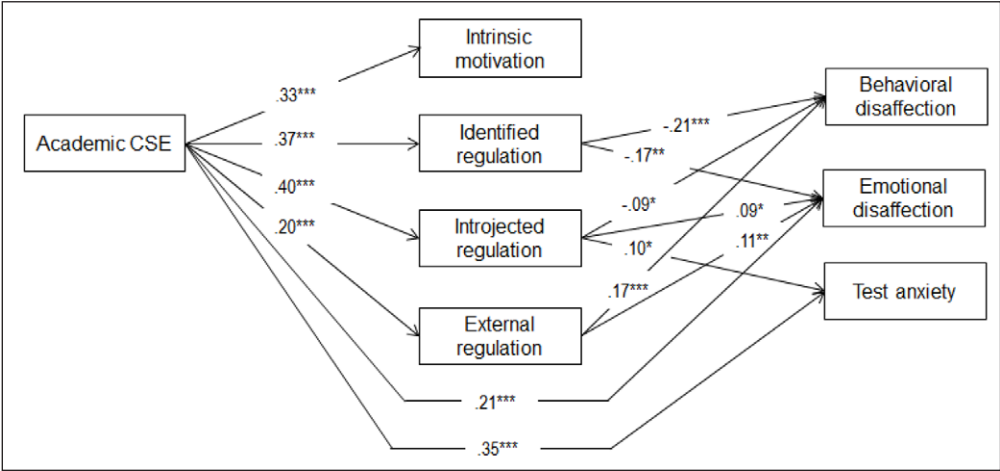 Intrinsic
motivation
Behavioral
disaffection
.33***
Academic CSE
.37***
Identified
regulation
-.21***
-.17**
.40***
Emotional
disaffection
-.09*
.09*
.20***
Introjected
regulation
.10*
.11**
.17***
Test anxiety
External
regulation
.21***
.35***